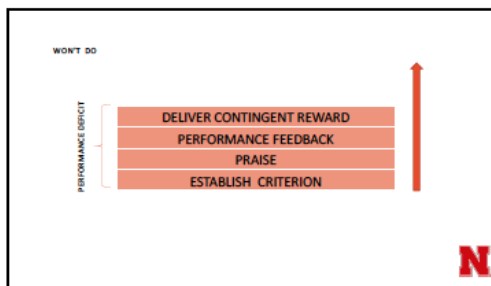 WON'T DO
PERFORMANCE DEFICIT
DELIVER CONTINGENT REWARD
PERFORMANCE FEEDBACK
PRAISE
ESTABLISH CRITERION
N